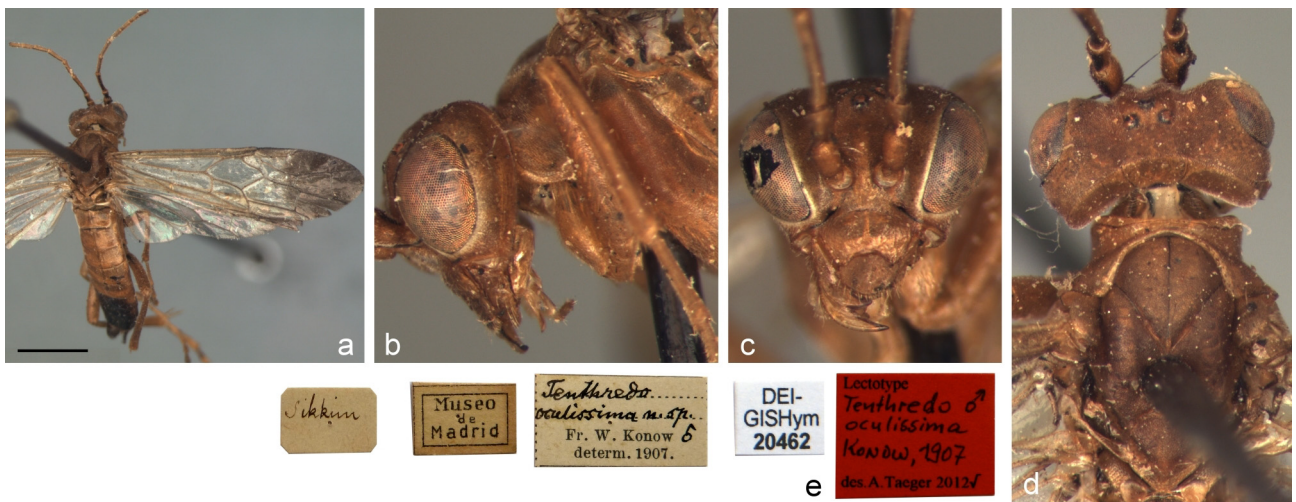 a
b
c
d
Sikkim
Museo
de
Madrid
Tenthredo
oculissima n. sp.
Fr. W. Konow
determ. 1907.
DEI-
GISHym
20462
e
Lectotype
Tenthredo ♂
oculissima
Konow, 1907
des. A. Taeger 2012